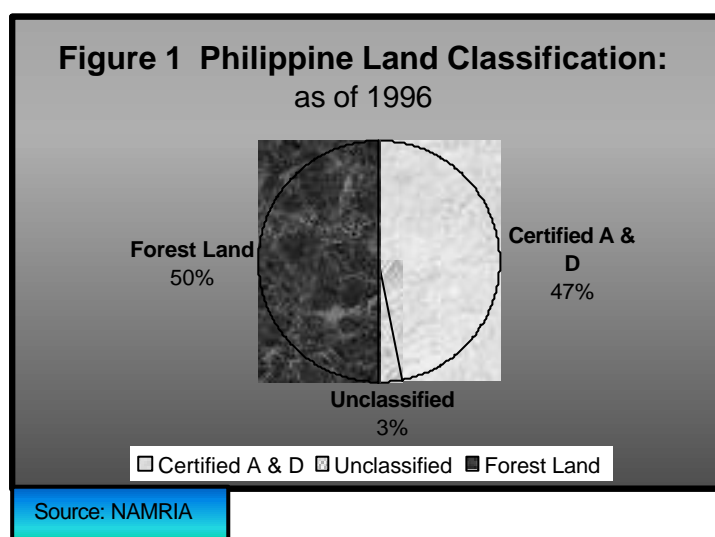 Figure 1 Philippine Land Classification:
as of 1996
Forest Land
50%
Certified A &
D
47%
Unclassified
3%
Certified A & D Unclassified Forest Land
Source: NAMRIA